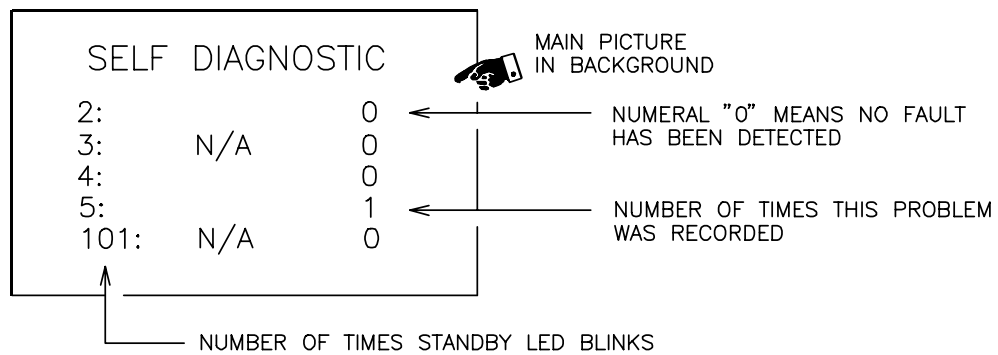 SELF DIAGNOSTIC
MAIN PICTURE
IN BACKGROUND
2: 0
NUMERAL "0" MEANS NO FAULT
HAS BEEN DETECTED
3: N/A 0
4: 0
5: 1
NUMBER OF TIMES THIS PROBLEM
WAS RECORDED
101: N/A 0
NUMBER OF TIMES STANDBY LED BLINKS